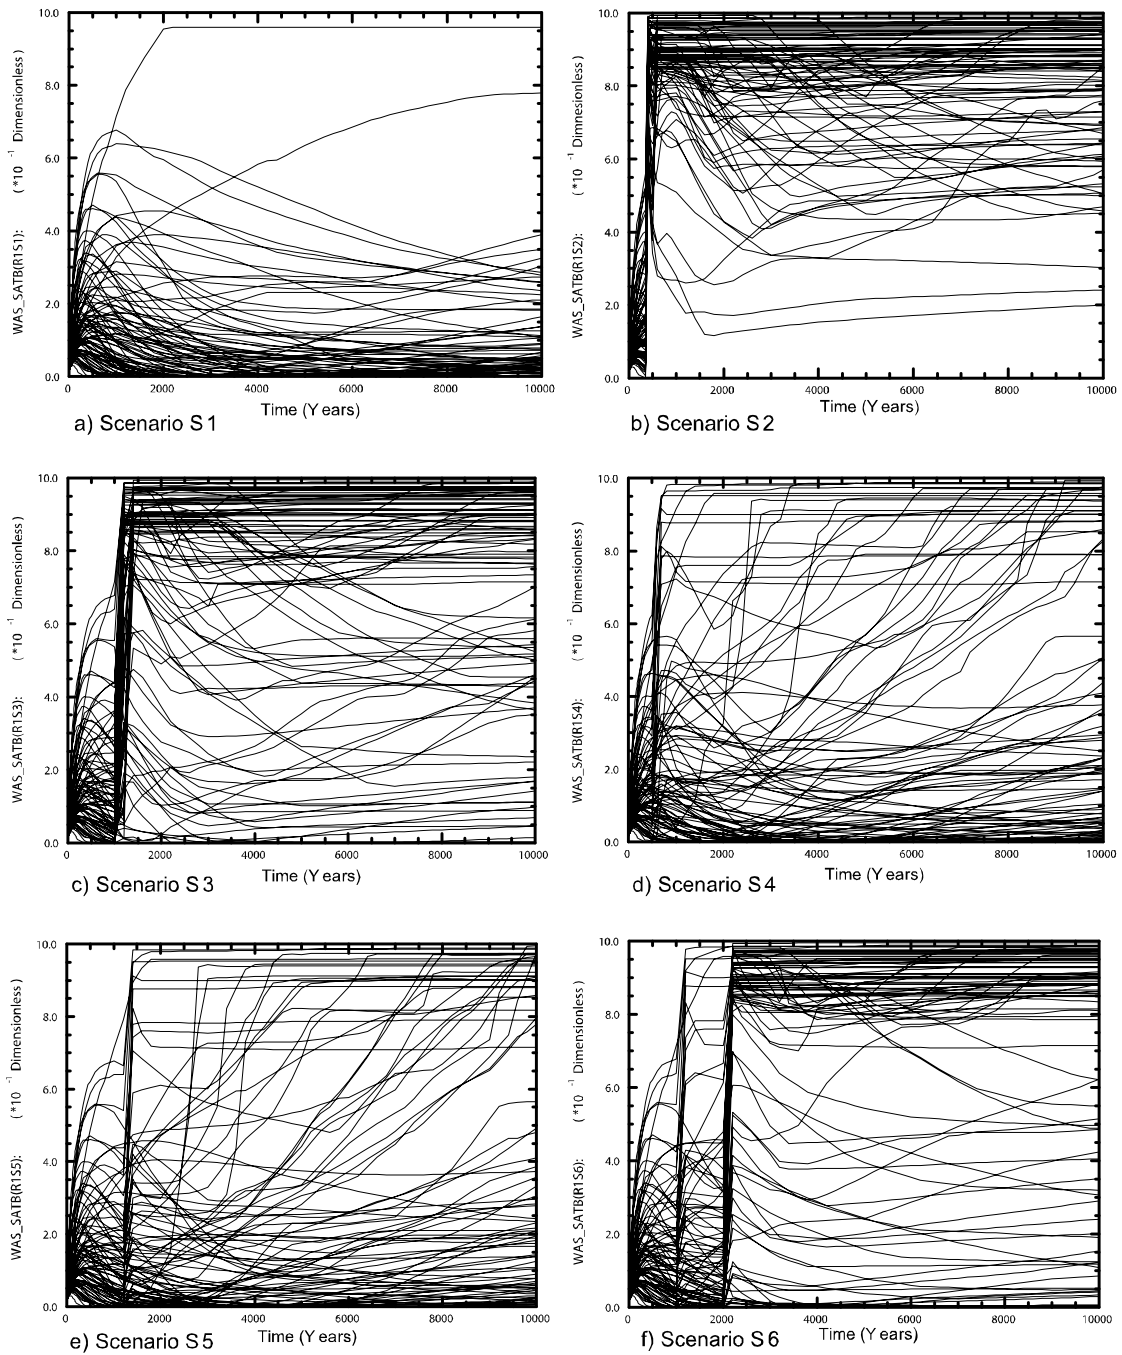 WAS_SATB(R1S1): ( *10 -1 Dimensionless )
10.0
8.0
6.0
4.0
2.0
0.0
0 2000 4000 6000 8000 10000
Time (Y ears)
a) Scenario S 1
WAS_SATB(R1S2): ( *10 -1 Dimnesionless )
10.0
8.0
6.0
4.0
2.0
0.0
0 2000 4000 6000 8000 10000
Time (Y ears)
b) Scenario S 2
WAS_SATB(R1S3): ( *10 -1 Dimensionless )
10.0
8.0
6.0
4.0
2.0
0.0
0 2000 4000 6000 8000 10000
Time (Y ears)
c) Scenario S 3
WAS_SATB(R1S4): ( *10 -1 Dimensionless )
10.0
8.0
6.0
4.0
2.0
0.0
0 2000 4000 6000 8000 10000
Time (Y ears)
d) Scenario S 4
WAS_SATB(R1S5): ( *10 -1 Dimensionless )
10.0
8.0
6.0
4.0
2.0
0.0
0 2000 4000 6000 8000 10000
Time (Y ears)
e) Scenario S 5
WAS_SATB(R1S6): ( *10 -1 Dimensionless )
10.0
8.0
6.0
4.0
2.0
0.0
0 2000 4000 6000 8000 10000
Time (Y ears)
f) Scenario S 6